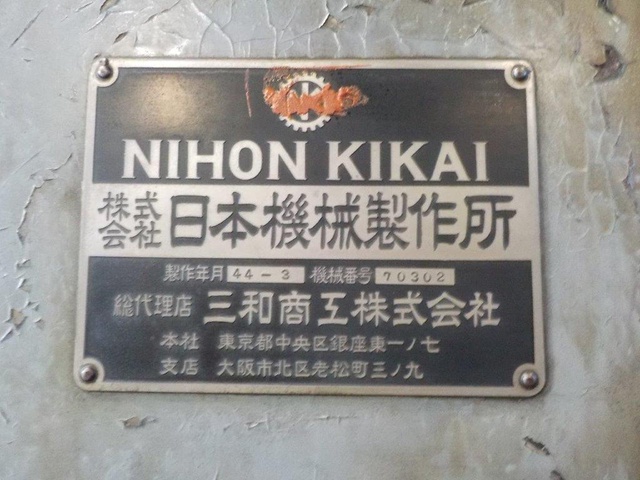 NIHON KIKAI
株式会社 日本機械製作所
製作年月 44-3 機械番号 70302
総代理店 三和商工株式会社
本社 東京都中央区銀座東一ノ七
支店 大阪市北区老松町三ノ九